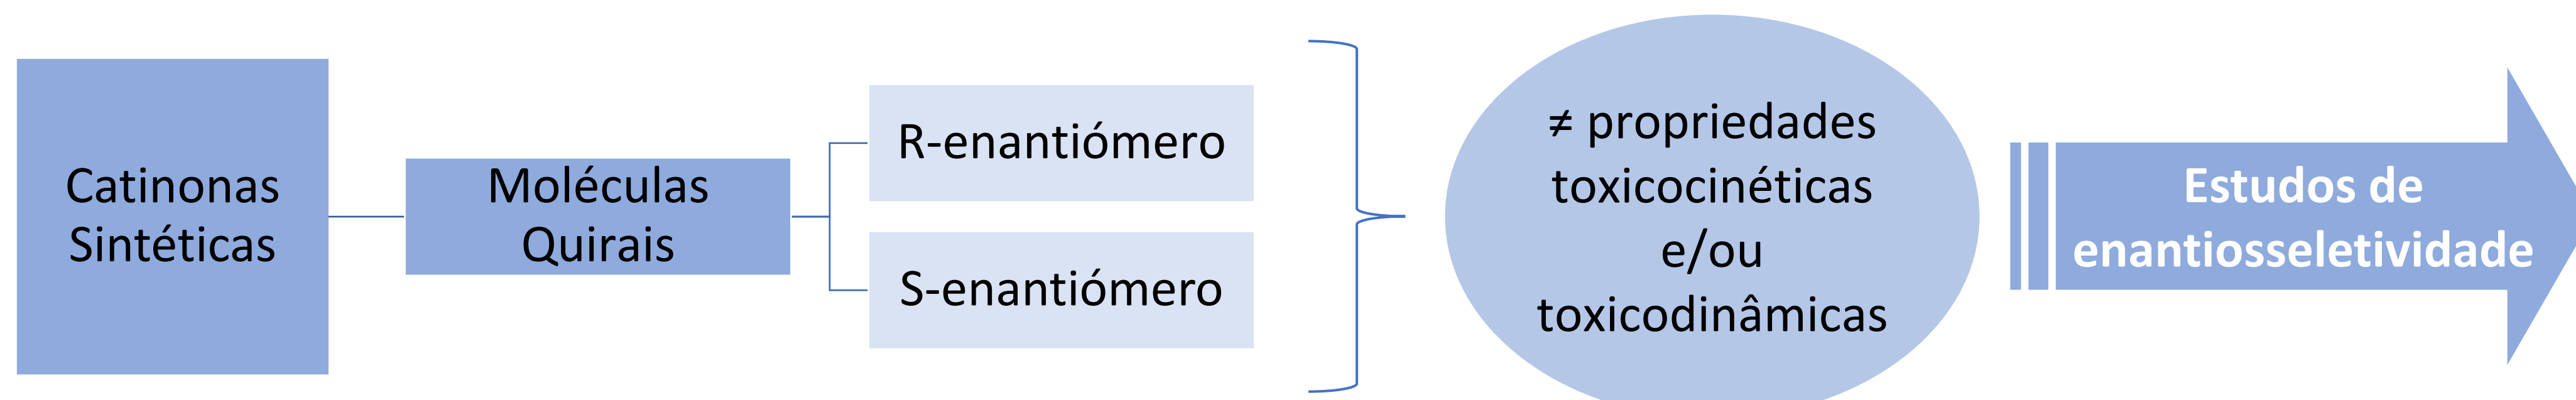 Catinonas
Sintéticas
Moléculas
Quirais
R-enantiómero
S-enantiómero
≠ propriedades
toxicocinéticas
e/ou
toxicodinâmicas
Estudos de
enantiosseletividade